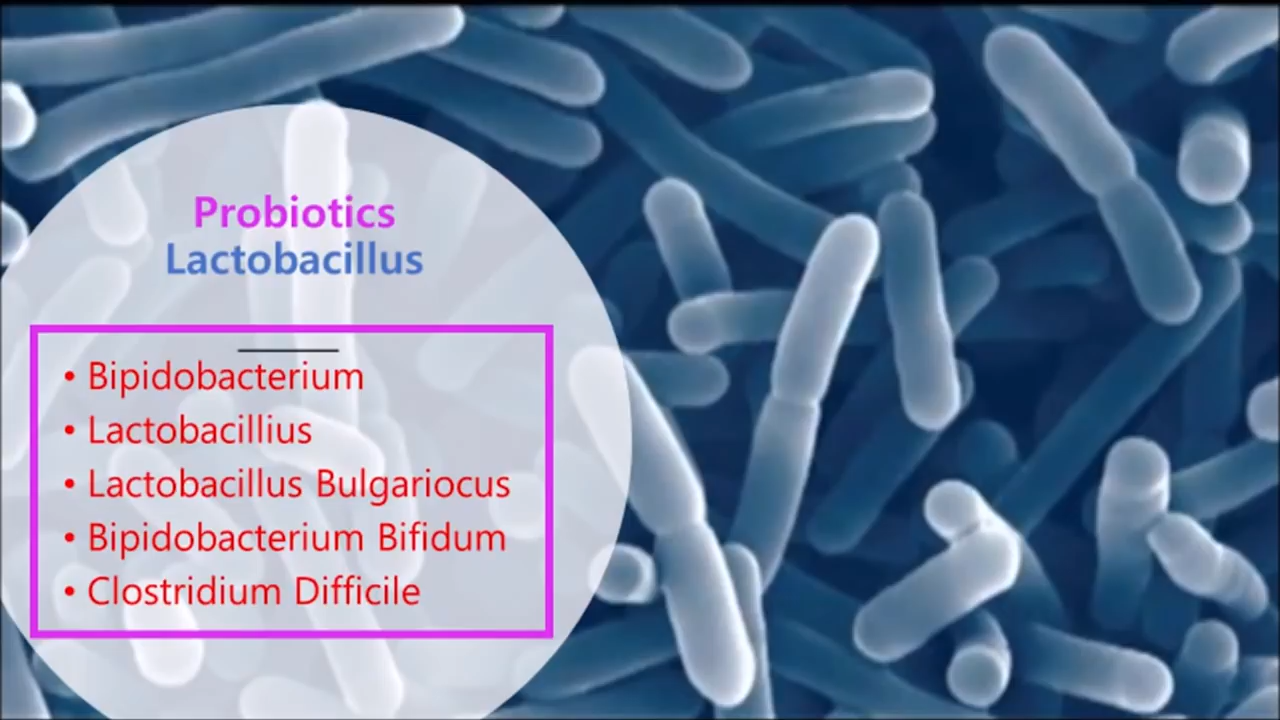 Probiotics
Lactobacillus
• Bipidobacterium
• Lactobacillius
• Lactobacillus Bulgariocus
• Bipidobacterium Bifidum
• Clostridium Difficile